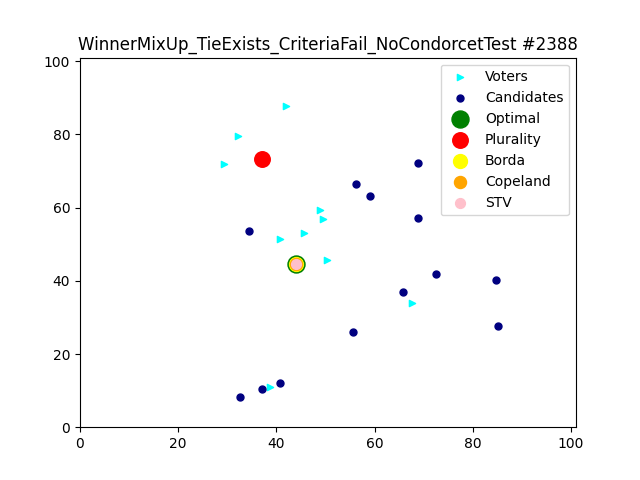 WinnerMixUp_TieExists_CriteriaFail_NoCondorcetTest #2388
100
80
60
40
20
0
0
20
40
60
80
100
Voters
Candidates
Optimal
Plurality
Borda
Copeland
STV